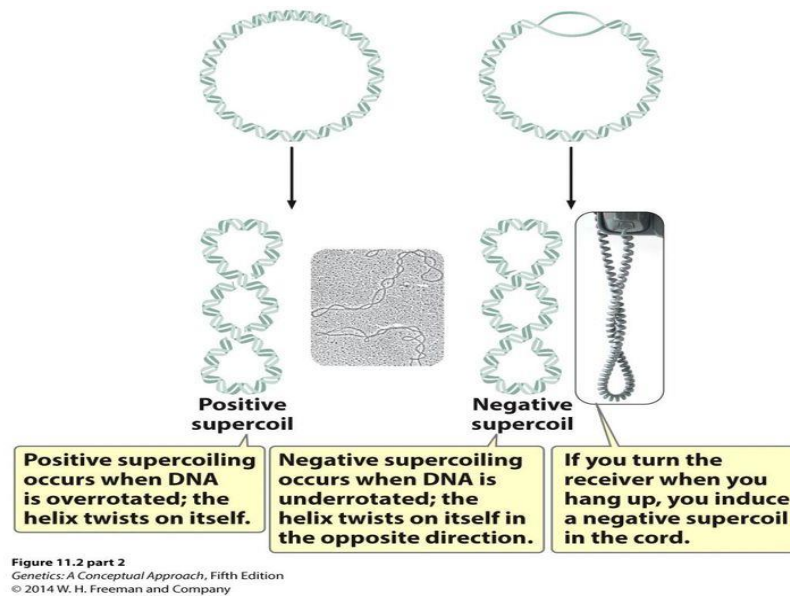 Positive
supercoil
Negative
supercoil
Positive supercoiling
occurs when DNA
is overrotated; the
helix twists on itself.
Negative supercoiling
occurs when DNA is
underrotated; the
helix twists on itself in
the opposite direction.
If you turn the
receiver when you
hang up, you induce
a negative supercoil
in the cord.
Figure 11.2 part 2
Genetics: A Conceptual Approach, Fifth Edition
© 2014 W. H. Freeman and Company